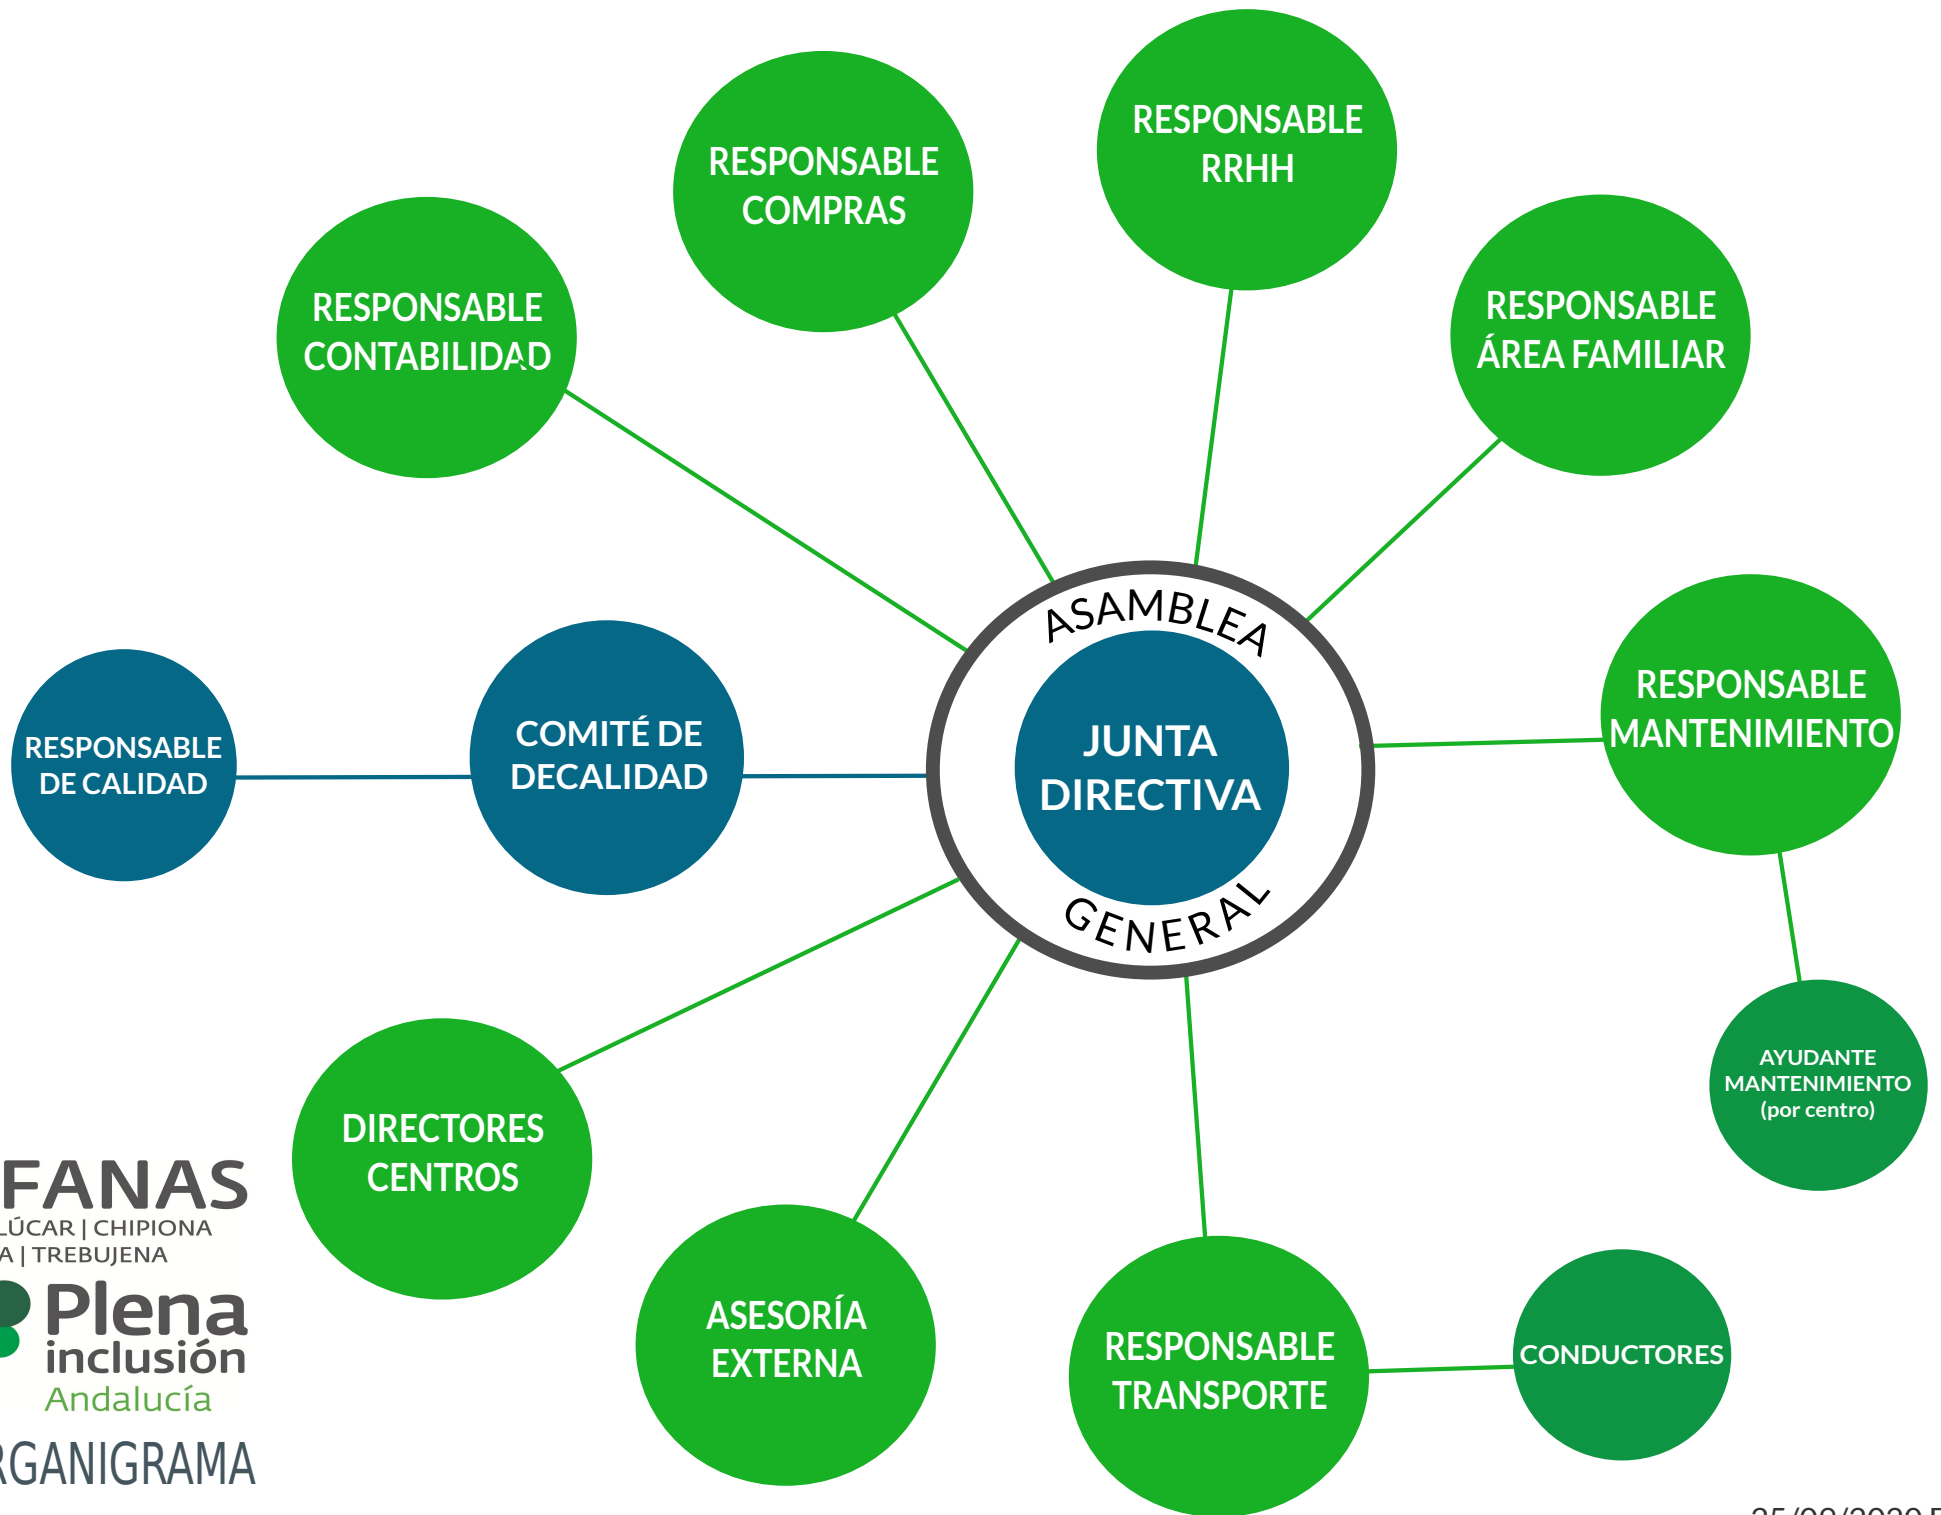 RESPONSABLE
RRHH
RESPONSABLE
COMPRAS
RESPONSABLE
CONTABILIDAD
RESPONSABLE
ÁREA FAMILIAR
ASAMBLEA
JUNTA
DIRECTIVA
GENERAL
RESPONSABLE
MANTENIMIENTO
COMITÉ DE
DECALIDAD
RESPONSABLE
DE CALIDAD
AYUDANTE
MANTENIMIENTO
(por centro)
DIRECTORES
CENTROS
ASESORÍA
EXTERNA
RESPONSABLE
TRANSPORTE
CONDUCTORES
FANAS
LÚCAR | CHIPIONA
A | TREBUJENA
Plena
inclusión
Andalucía
RGANIGRAMA